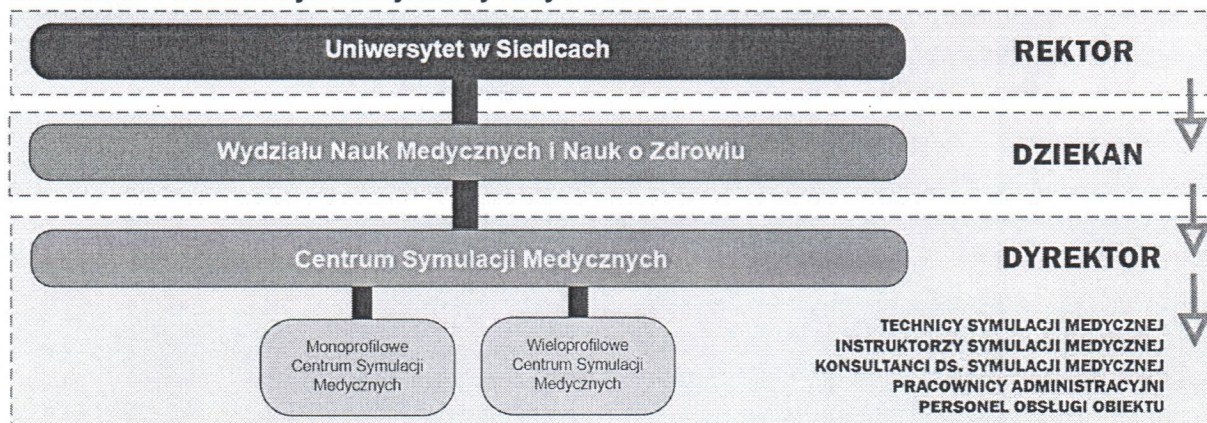 Uniwersytet w Siedlcach
REKTOR
Wydziału Nauk Medycznych i Nauk o Zdrowiu
DZIEKAN
Centrum Symulacji Medycznych
DYREKTOR
Monoprofilowe
Centrum Symulacji
Medycznych
Wieloprofilowe
Centrum Symulacji
Medycznych
TECHNICY SYMULACJI MEDYCZNEJ
INSTRUKTORZY SYMULACJI MEDYCZNEJ
KONSULTANCI DS. SYMULACJI MEDYCZNEJ
PRACOWNICY ADMINISTRACYJNI
PERSONEL OBSŁUGI OBIEKTU